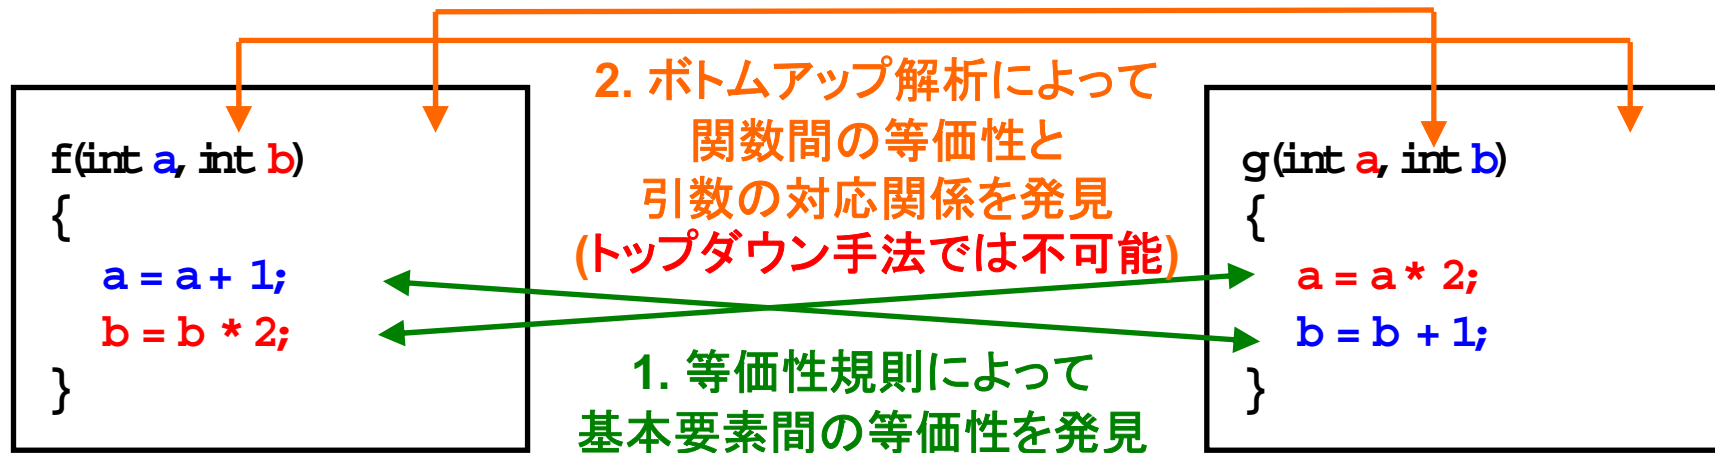 2. ボトムアップ解析によって
関数間の等価性と
引数の対応関係を発見
(トップダウン手法では不可能)
f(int a, int b)
{
a = a + 1;
b = b * 2;
}
g(int a, int b)
{
a = a * 2;
b = b + 1;
}
1. 等価性規則によって
基本要素間の等価性を発見